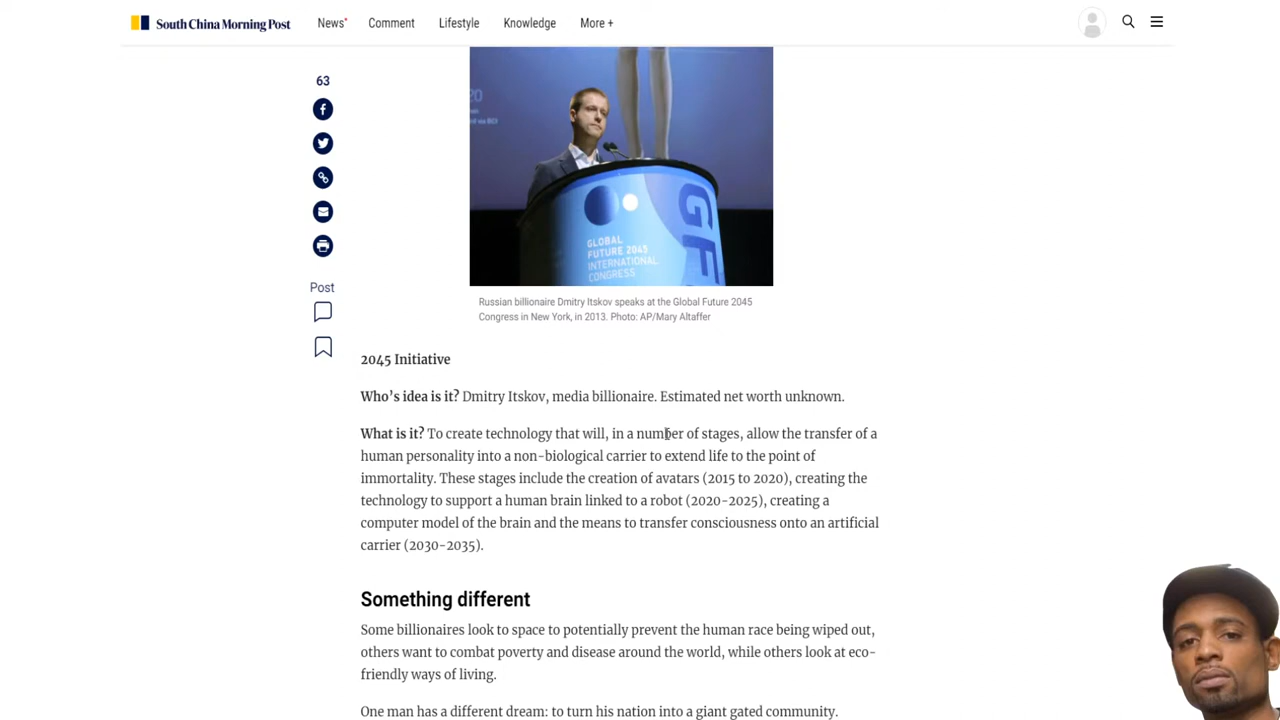 South China Morning Post
News Comment Lifestyle Knowledge More +
63
20
GF
GLOBAL
FUTURE 2045
INTERNATIONAL
CONGRESS
Post
Russian billionaire Dmitry Itskov speaks at the Global Future 2045
Congress in New York, in 2013. Photo: AP/Mary Altaffer
2045 Initiative
Who’s idea is it? Dmitry Itskov, media billionaire. Estimated net worth unknown.
What is it? To create technology that will, in a number of stages, allow the transfer of a
human personality into a non-biological carrier to extend life to the point of
immortality. These stages include the creation of avatars (2015 to 2020), creating the
technology to support a human brain linked to a robot (2020-2025), creating a
computer model of the brain and the means to transfer consciousness onto an artificial
carrier (2030-2035).
Something different
Some billionaires look to space to potentially prevent the human race being wiped out,
others want to combat poverty and disease around the world, while others look at eco-
friendly ways of living.
One man has a different dream: to turn his nation into a giant gated community.